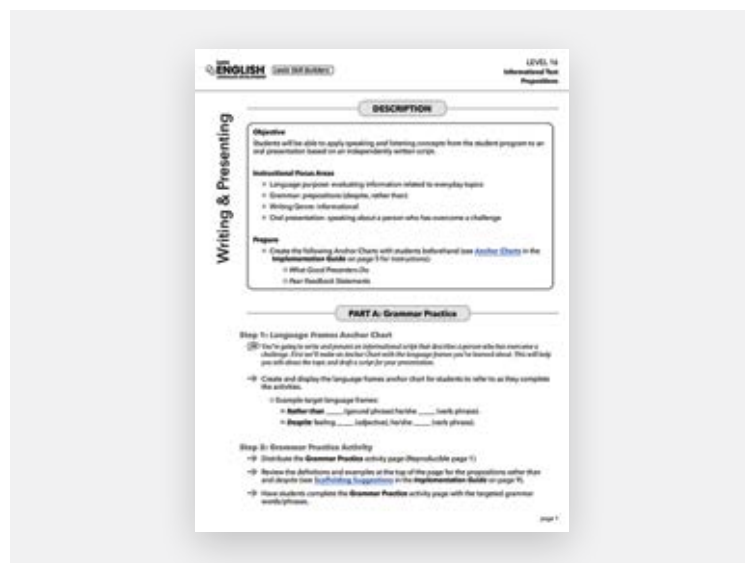 Lexia
ENGLISH
LANGUAGE DEVELOPMENT
Lexia Skill Builders
LEVEL 16
Informational Text
Prepositions
Writing & Presenting
DESCRIPTION
Objective
Students will be able to apply speaking and listening concepts from the student program to an
oral presentation based on an independently written script.
Instructional Focus Areas
Language purpose: evaluating information related to everyday topics
Grammar: prepositions (despite, rather than)
Writing Genre: informational
Oral presentation: speaking about a person who has overcome a challenge
Prepare
Create the following Anchor Charts with students beforehand (see Anchor Charts in the
Implementation Guide on page 5 for instructions):
What Good Presenters Do
Peer Feedback Statements
PART A: Grammar Practice
Step 1: Language Frames Anchor Chart
You're going to write and present an informational script that describes a person who has overcome a
challenge. First we'll make an Anchor Chart with the language frames you've learned about. This will help
you talk about the topic and draft a script for your presentation.
Create and display the language frames anchor chart for students to refer to as they complete
the activities.
Example target language frames:
Rather than ____ (gerund phrase) he/she ____ (verb phrase).
Despite feeling ____ (adjective), he/she ____ (verb phrase).
Step 2: Grammar Practice Activity
Distribute the Grammar Practice activity page (Reproducible page 1)
Review the definitions and examples at the top of the page for the prepositions rather than
and despite (see Scaffolding Suggestions in the Implementation Guide on page 9).
Have students complete the Grammar Practice activity page with the targeted grammar
words/phrases.
page 1